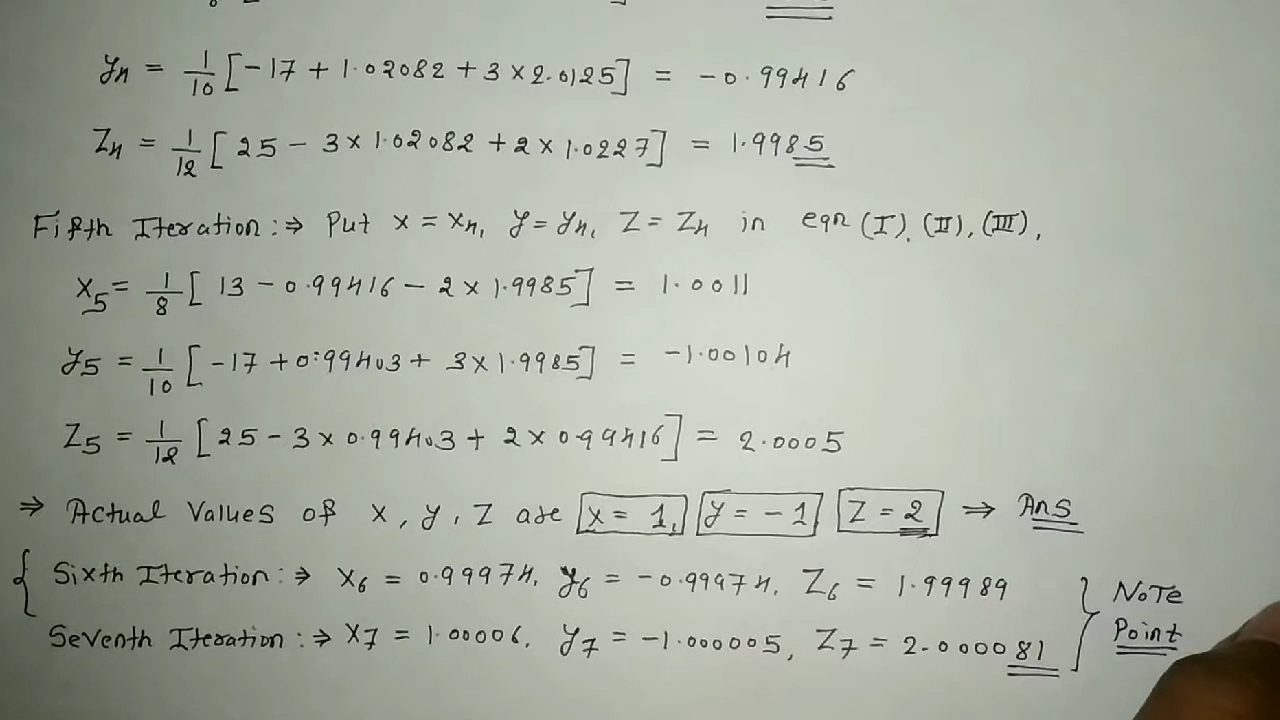 y4 = 1/10 [-17 + 1.02082 + 3 × 2.0125] = -0.99416
Z4 = 1/12 [25 - 3 × 1.02082 + 2 × 1.0227] = 1.9985
Fifth Iteration :⇒ Put x = x4, y = y4, Z = Z4 in eqn (I), (II), (III),
x5 = 1/8 [13 - 0.99416 - 2 × 1.9985] = 1.0011
y5 = 1/10 [-17 + 0.99403 + 3 × 1.9985] = -1.00104
Z5 = 1/12 [25 - 3 × 0.99403 + 2 × 0.99416] = 2.0005
⇒ Actual Values of x, y, Z are x = 1, y = -1 Z = 2 ⇒ Ans
Sixth Iteration :⇒ x6 = 0.99974, y6 = -0.99974, Z6 = 1.99989
Seventh Iteration :⇒ x7 = 1.00006, y7 = -1.000005, Z7 = 2.000081
NoTe
Point